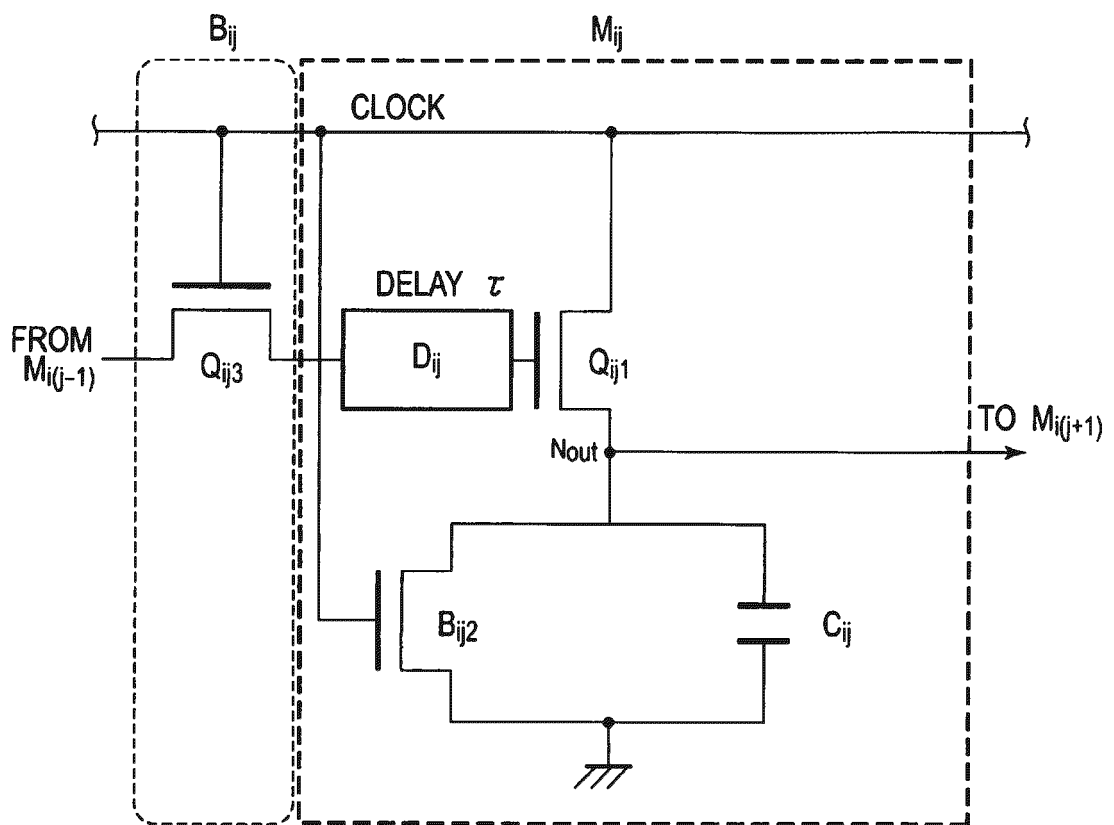 Bij
Mij
CLOCK
DELAY τ
FROM
Mi(j−1)
Qij3
Dij
Qij1
TO Mi(j+1)
Nout
Bij2
Cij